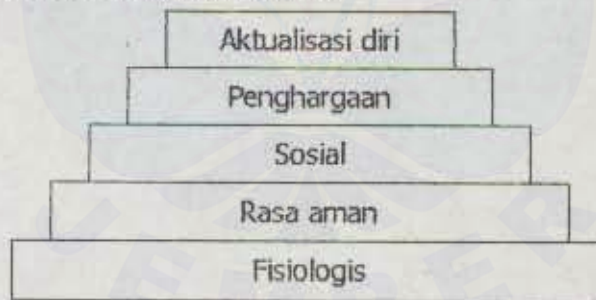 Aktualisasi diri
Penghargaan
Sosial
Rasa aman
Fisiologis